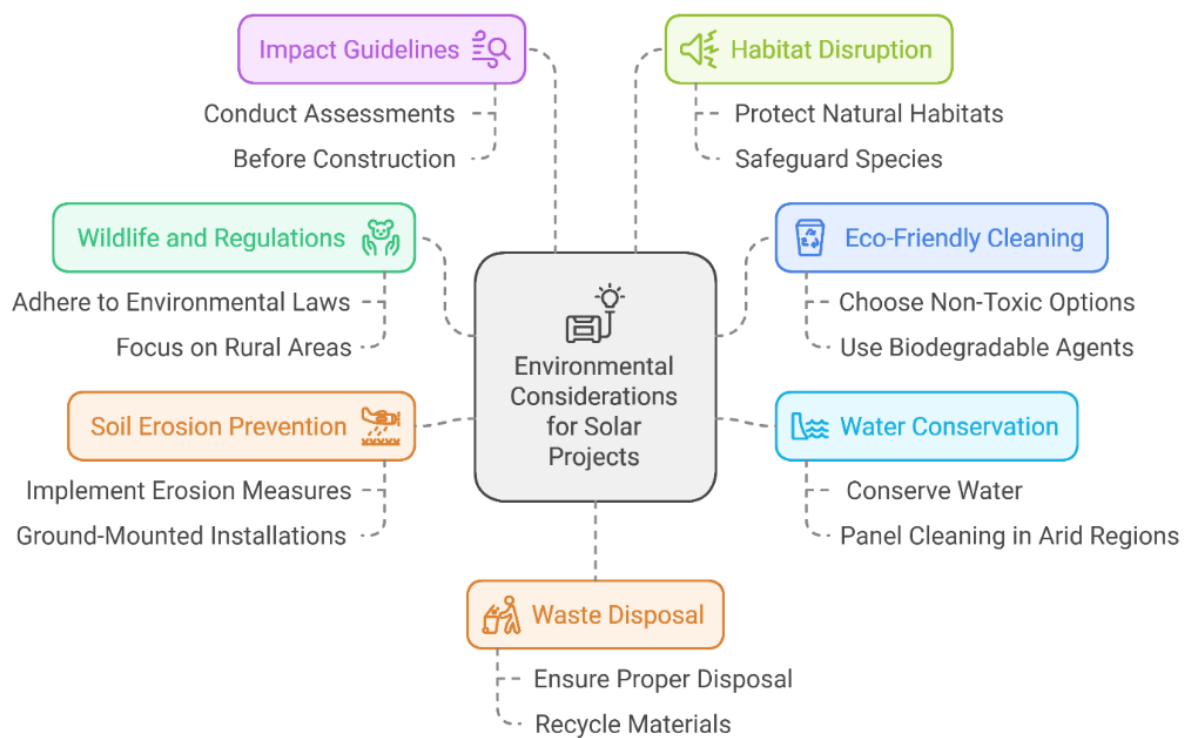 Impact Guidelines
Conduct Assessments
Before Construction
Habitat Disruption
Protect Natural Habitats
Safeguard Species
Wildlife and Regulations
Adhere to Environmental Laws
Focus on Rural Areas
Eco-Friendly Cleaning
Choose Non-Toxic Options
Use Biodegradable Agents
Environmental
Considerations
for Solar
Projects
Soil Erosion Prevention
Implement Erosion Measures
Ground-Mounted Installations
Water Conservation
Conserve Water
Panel Cleaning in Arid Regions
Waste Disposal
Ensure Proper Disposal
Recycle Materials